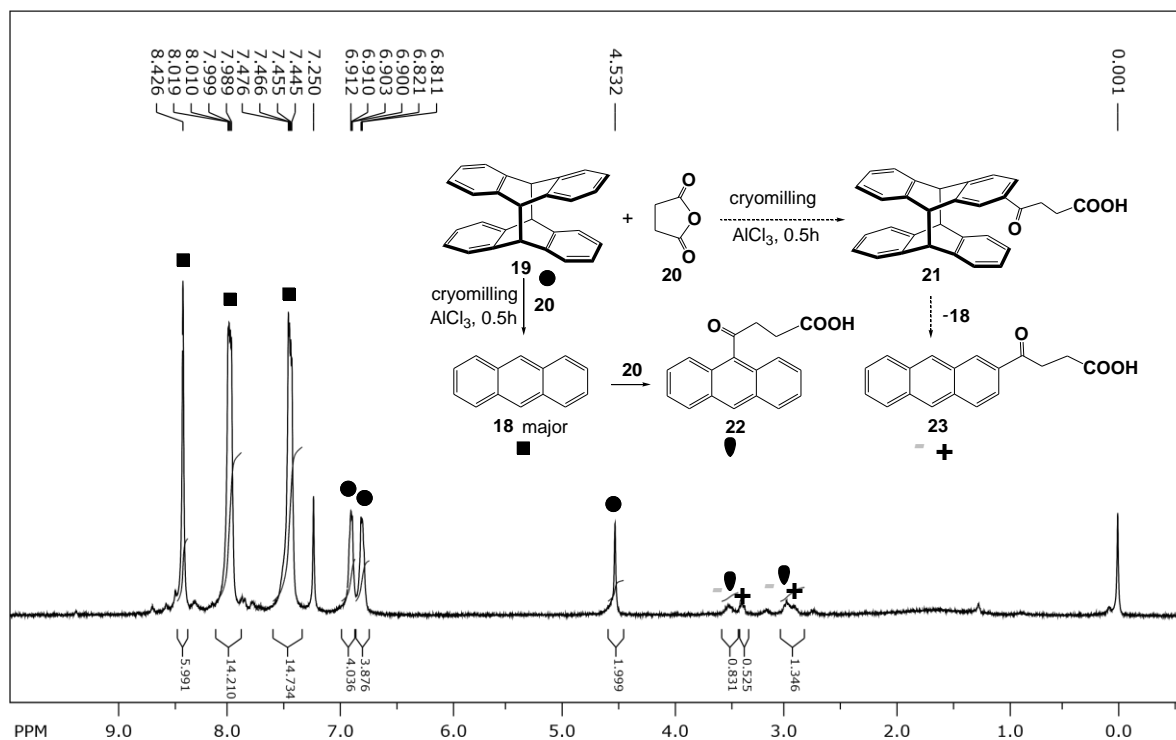 8.426 8.019 8.010 7.999 7.989 7.476 7.466 7.455 7.445 7.250 6.912 6.910 6.903 6.900 6.821 6.811 4.532 0.001
19
+
O
O
O
20
cryomilling
AlCl3, 0.5h
O
COOH
21
cryomilling
AlCl3, 0.5h
20
-18
18 major
20
O
COOH
22
O
COOH
23
- +
- +
- +
5.991 14.210 14.734 4.036 3.876 1.999 0.831 0.525 1.346
PPM 9.0 8.0 7.0 6.0 5.0 4.0 3.0 2.0 1.0 0.0